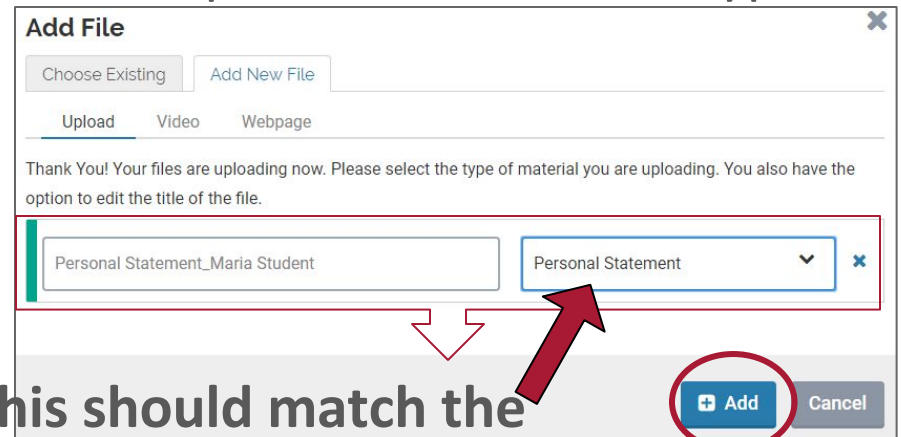 Add File
Choose Existing Add New File
Upload Video Webpage
Thank You! Your files are uploading now. Please select the type of material you are uploading. You also have the
option to edit the title of the file.
Personal Statement_Maria Student Personal Statement
should match the
Add Cancel